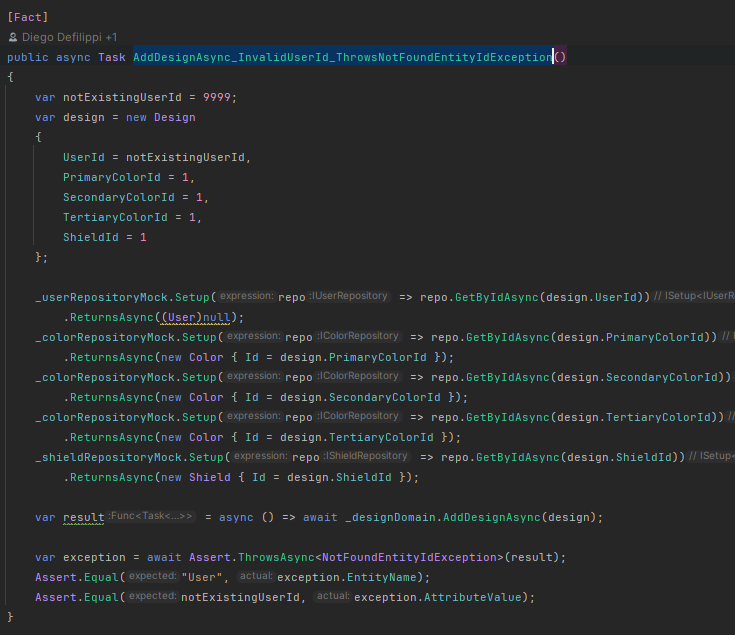 [Fact]
Diego Defilippi +1
public async Task AddDesignAsync_InvalidUserId_ThrowsNotFoundEntityIdException()
{
    var notExistingUserId = 9999;
    var design = new Design
    {
        UserId = notExistingUserId,
        PrimaryColorId = 1,
        SecondaryColorId = 1,
        TertiaryColorId = 1,
        ShieldId = 1
    };
    _userRepositoryMock.Setup( expression: repo :IUserRepository => repo.GetByIdAsync(design.UserId)) // ISetup<IUserR
        .ReturnsAsync((User)null);
    _colorRepositoryMock.Setup( expression: repo :IColorRepository => repo.GetByIdAsync(design.PrimaryColorId)) //
        .ReturnsAsync(new Color { Id = design.PrimaryColorId });
    _colorRepositoryMock.Setup( expression: repo :IColorRepository => repo.GetByIdAsync(design.SecondaryColorId))
        .ReturnsAsync(new Color { Id = design.SecondaryColorId });
    _colorRepositoryMock.Setup( expression: repo :IColorRepository => repo.GetByIdAsync(design.TertiaryColorId)) //
        .ReturnsAsync(new Color { Id = design.TertiaryColorId });
    _shieldRepositoryMock.Setup( expression: repo :IShieldRepository => repo.GetByIdAsync(design.ShieldId)) // ISetup<
        .ReturnsAsync(new Shield { Id = design.ShieldId });
    var result :Func<Task<...>> = async () => await _designDomain.AddDesignAsync(design);
    var exception = await Assert.ThrowsAsync<NotFoundEntityIdException>(result);
    Assert.Equal( expected: "User", actual: exception.EntityName);
    Assert.Equal( expected: notExistingUserId, actual: exception.AttributeValue);
}